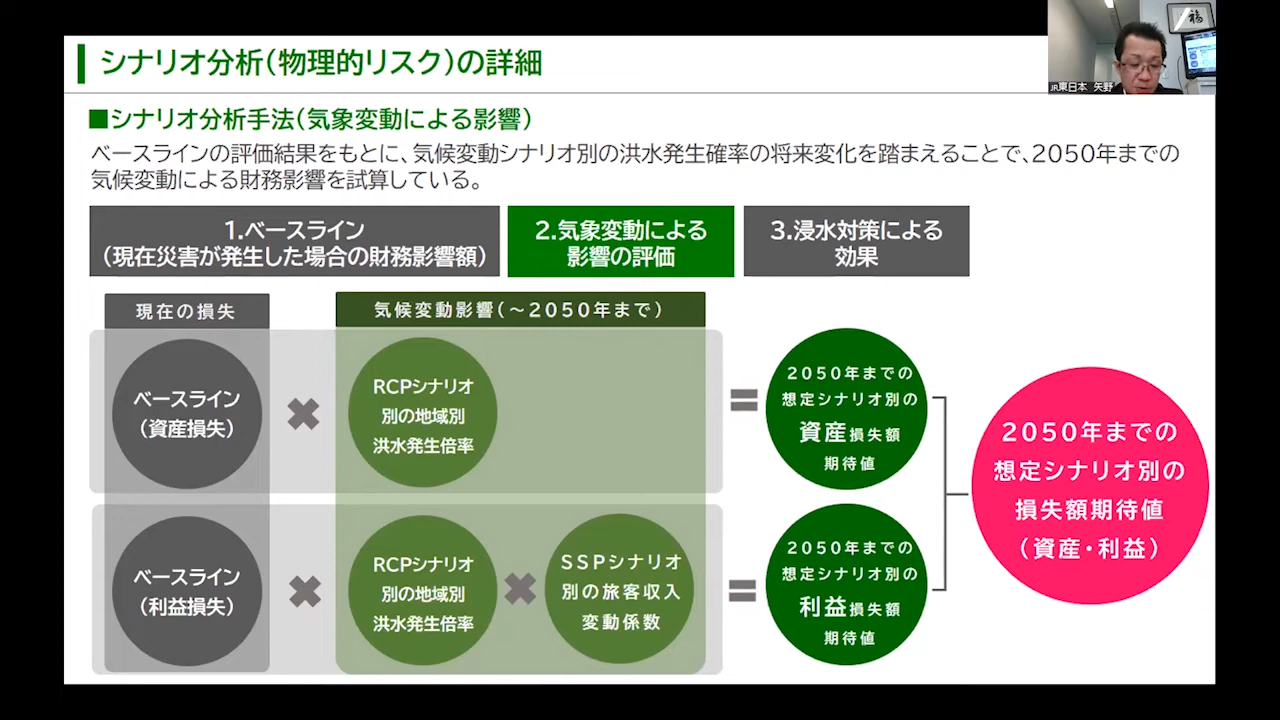 シナリオ分析(物理的リスク)の詳細
福
JR東日本 矢野
■シナリオ分析手法(気象変動による影響)
ベースラインの評価結果をもとに、気候変動シナリオ別の洪水発生確率の将来変化を踏まえることで、2050年までの
気候変動による財務影響を試算している。
1.ベースライン
(現在災害が発生した場合の財務影響額)
2.気象変動による
影響の評価
3.浸水対策による
効果
現在の損失
気候変動影響(~2050年まで)
ベースライン
(資産損失)
RCPシナリオ
別の地域別
洪水発生倍率
2050年までの
想定シナリオ別の
資産損失額
期待値
ベースライン
(利益損失)
RCPシナリオ
別の地域別
洪水発生倍率
SSPシナリオ
別の旅客収入
変動係数
2050年までの
想定シナリオ別の
利益損失額
期待値
2050年までの
想定シナリオ別の
損失額期待値
(資産・利益)